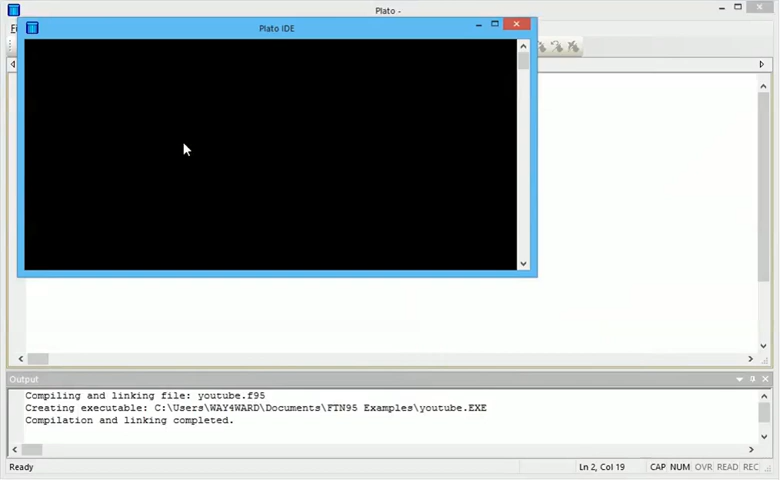 Plato -
Plato IDE
Output
Compiling and linking file: youtube.f95
Creating executable: C:\Users\WAY4WARD\Documents\FTN95 Examples\youtube.EXE
Compilation and linking completed.
Ready
Ln 2, Col 19
CAP NUM OVR READ REC